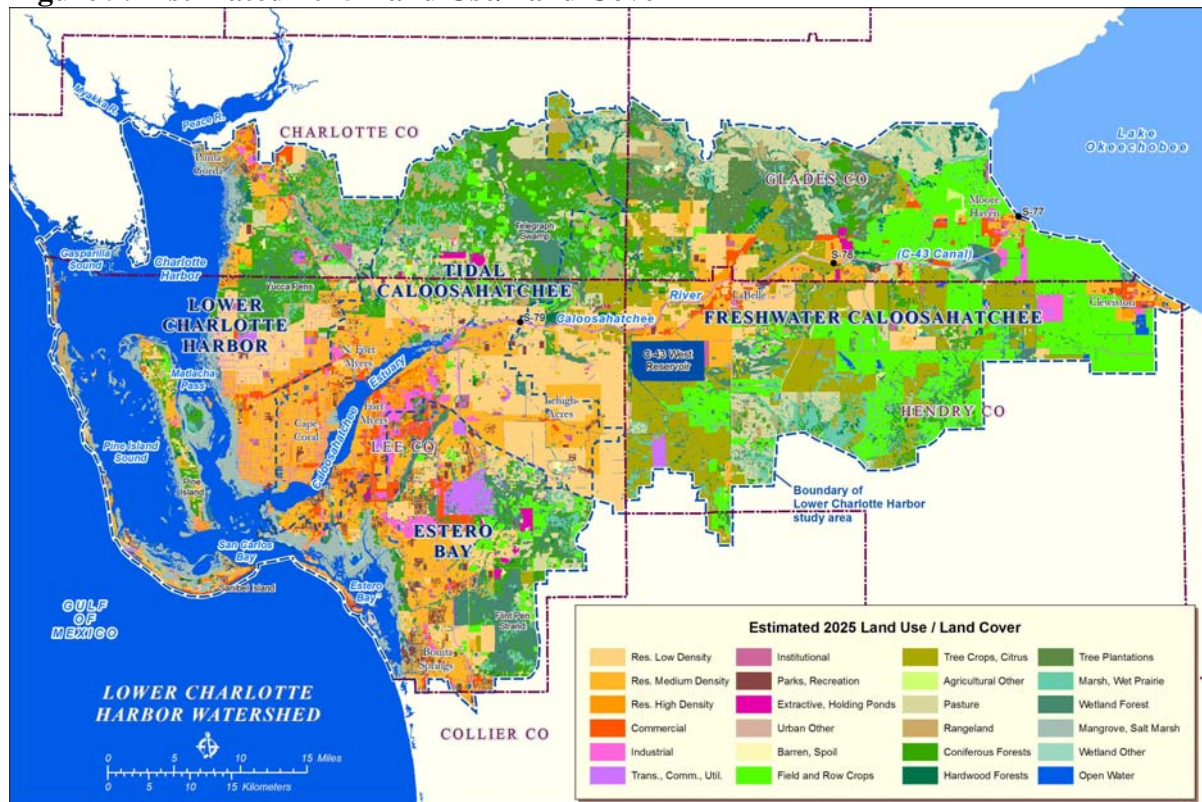 Myakka R.
Peace R.
CHARLOTTE CO
Punta
Gorda
Lake
Okeechobee
GLADES CO
Moore
Haven
S-77
Telegraph
Swamp
Gasparilla
Sound
Charlotte
Harbor
S-78
(C-43 Canal)
Yucca Pens
TIDAL
CALOOSAHATCHEE
LOWER
CHARLOTTE
HARBOR
River
LaBelle
Clewiston
S-79
Caloosahatchee
FRESHWATER CALOOSAHATCHEE
N. Fort
Myers
Estuary
C-43 West
Reservoir
Matlacha
Pass
Lehigh
Acres
HENDRY CO
Cape
Coral
Fort
Myers
LEE CO
Caloosahatchee
Pine Island
Sound
Pine
Island
Boundary of
Lower Charlotte Harbor
study area
ESTERO
BAY
San Carlos
Bay
Sanibel Island
Estero
Bay
GULF
OF
MEXICO
Flint Pen
Strand
Bonita
Springs
LOWER CHARLOTTE
HARBOR WATERSHED
COLLIER CO
5 0 5 10 15 Miles
5 0 5 10 15 Kilometers
Estimated 2025 Land Use / Land Cover
Res. Low Density
Res. Medium Density
Res. High Density
Commercial
Industrial
Trans., Comm., Util.
Institutional
Parks, Recreation
Extractive, Holding Ponds
Urban Other
Barren, Spoil
Field and Row Crops
Tree Crops, Citrus
Agricultural Other
Pasture
Rangeland
Coniferous Forests
Hardwood Forests
Tree Plantations
Marsh, Wet Prairie
Wetland Forest
Mangrove, Salt Marsh
Wetland Other
Open Water